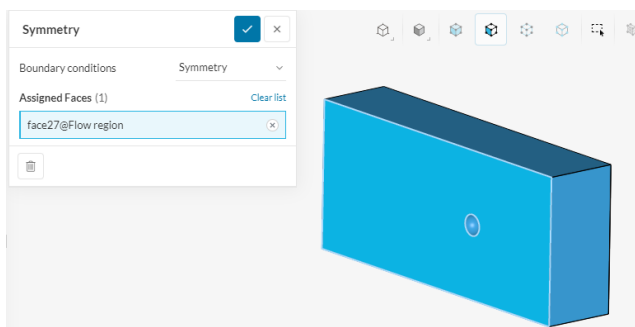 Symmetry
Boundary conditions Symmetry
Assigned Faces (1) Clear list
face27@Flow region